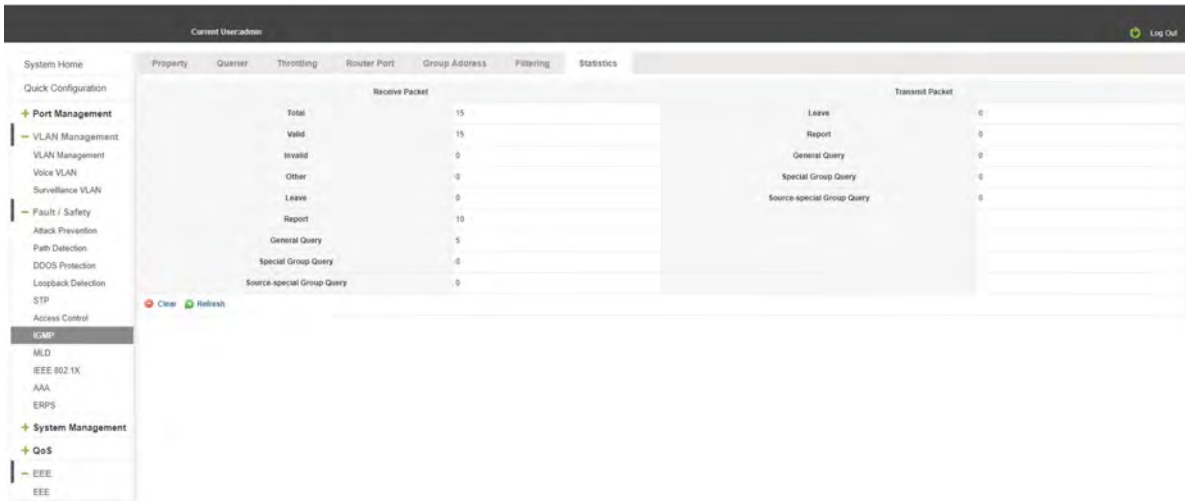 Current User:admin
Log Out
System Home
Quick Configuration
Port Management
VLAN Management
VLAN Management
Voice VLAN
Surveillance VLAN
Fault / Safety
Attack Prevention
Path Detection
DDOS Protection
Loopback Detection
STP
Access Control
IGMP
MLD
IEEE 802.1X
AAA
ERPS
System Management
QoS
EEE
EEE
Property Querier Throttling Router Port Group Address Filtering Statistics
Receive Packet Transmit Packet
Total 15 Leave 0
Valid 15 Report 0
Invalid 0 General Query 0
Other 0 Special Group Query 0
Leave 0 Source-special Group Query 0
Report 10
General Query 5
Special Group Query 0
Source-special Group Query 0
Clear Refresh